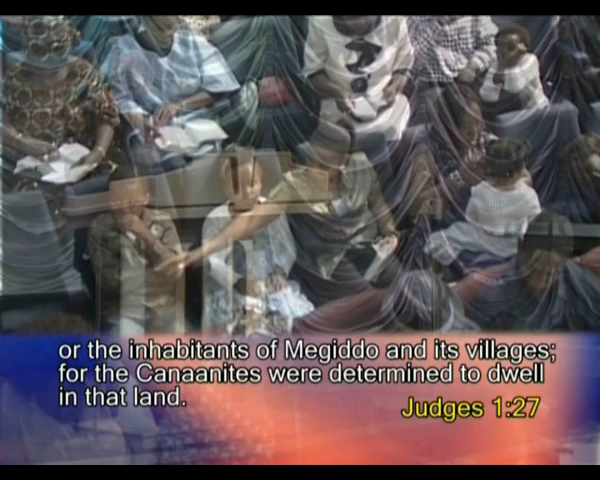 or the inhabitants of Megiddo and its villages;
for the Canaanites were determined to dwell
in that land.
Judges 1:27